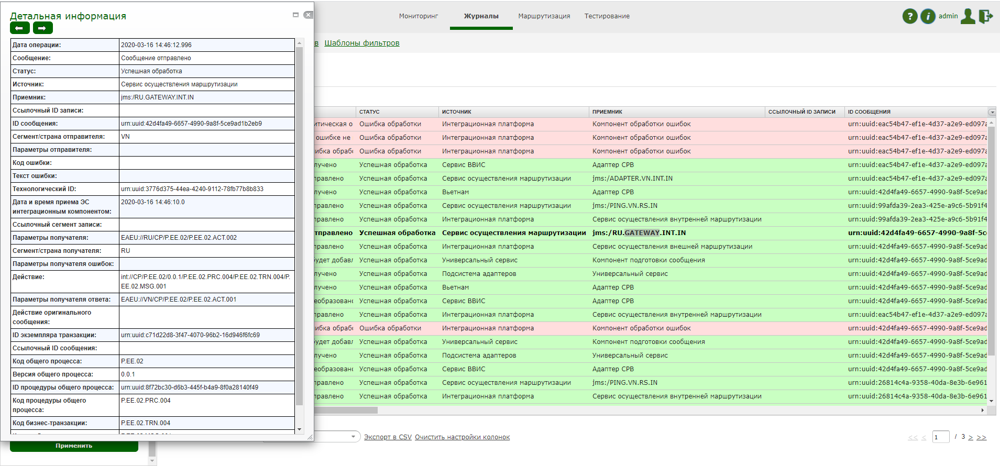 Детальная информация
Дата операции: 2020-03-16 14:46:12.996
Сообщение: Сообщение отправлено
Статус: Успешная обработка
Источник: Сервис осуществления маршрутизации
Приемник: jms:/RU.GATEWAY.INT.IN
Ссылочный ID записи:
ID сообщения: urn:uuid:42d4fa49-6657-4990-9a8f-5ce9ad1b2eb9
Сегмент/страна отправителя: VN
Параметры отправителя:
Код ошибки:
Текст ошибки:
Технологический ID: urn:uuid:3776d375-44ea-4240-9112-78fb77b8b833
Дата и время приема ЭС 2020-03-16 14:46:10.0
интеграционным компонентом:
Ссылочный сегмент записи:
Параметры получателя: EAEU://RU/CP/P.EE.02/P.EE.02.ACT.002
Сегмент/страна получателя: RU
Параметры получателя ошибок:
Действие: int://CP/P.EE.02/0.0.1/P.EE.02.PRC.004/P.EE.02.TRN.004/P.
EE.02.MSG.001
Параметры получателя ответа: EAEU://VN/CP/P.EE.02/P.EE.02.ACT.001
Действие оригинального
сообщения:
ID экземпляра транзакции: urn:uuid:c71d22d8-3f47-4070-96b2-16d946f6fc69
Ссылочный ID сообщения:
Код общего процесса: P.EE.02
Версия общего процесса: 0.0.1
ID процедуры общего процесса: urn:uuid:8f72bc30-d6b3-445f-b4a9-8f0a28140f49
Код процедуры общего P.EE.02.PRC.004
процесса:
Код бизнес-транзакции: P.EE.02.TRN.004
Применить
Мониторинг Журналы Маршрутизация Тестирование
? i admin
в Шаблоны фильтров
СТАТУС ИСТОЧНИК ПРИЕМНИК ССЫЛОЧНЫЙ ID ЗАПИСИ ID СООБЩЕНИЯ
итическая о Ошибка обработки Интеграционная платформа Компонент обработки ошибок urn:uuid:eac54b47-ef1e-4d37-a2e9-ed097a
ошибке не Ошибка обработки Интеграционная платформа Компонент обработки ошибок urn:uuid:eac54b47-ef1e-4d37-a2e9-ed097a
ибка обраб Ошибка обработки Интеграционная платформа Компонент обработки ошибок urn:uuid:eac54b47-ef1e-4d37-a2e9-ed097a
лучено Успешная обработка Сервис ВВИС Адаптер СРВ urn:uuid:eac54b47-ef1e-4d37-a2e9-ed097a
правлено Успешная обработка Сервис осуществления маршрутизации jms:/ADAPTER.VN.INT.IN urn:uuid:eac54b47-ef1e-4d37-a2e9-ed097a
лучено Успешная обработка Вьетнам Адаптер СРВ urn:uuid:42d4fa49-6657-4990-9a8f-5ce9ad
правлено Успешная обработка Сервис осуществления маршрутизации jms:/PING.VN.RS.IN urn:uuid:99afda39-2ea3-425e-a9c6-5b91f4
правлено Успешная обработка Интеграционная платформа Сервис осуществления внутренней маршрутизации urn:uuid:99afda39-2ea3-425e-a9c6-5b91f4
тправлено Успешная обработка Сервис осуществления маршрутизации jms:/RU.GATEWAY.INT.IN urn:uuid:42d4fa49-6657-4990-9a8f-5c
правлено Успешная обработка Интеграционная платформа Сервис осуществления внешней маршрутизации urn:uuid:42d4fa49-6657-4990-9a8f-5ce9ad
будет добавл Успешная обработка Универсальный сервис Компонент подготовки сообщения urn:uuid:42d4fa49-6657-4990-9a8f-5ce9ad
лучено Успешная обработка Подсистема адаптеров Универсальный сервис urn:uuid:42d4fa49-6657-4990-9a8f-5ce9ad
лучено Успешная обработка Вьетнам Адаптер СРВ urn:uuid:42d4fa49-6657-4990-9a8f-5ce9ad
еобразовано Успешная обработка Сервис ВВИС Адаптер СРВ urn:uuid:42d4fa49-6657-4990-9a8f-5ce9ad
правлено Успешная обработка Интеграционная платформа Сервис осуществления внутренней маршрутизации urn:uuid:eac54b47-ef1e-4d37-a2e9-ed097a
ибка обраб Ошибка обработки Интеграционная платформа Компонент обработки ошибок urn:uuid:42d4fa49-6657-4990-9a8f-5ce9ad
будет добавл Успешная обработка Универсальный сервис Компонент подготовки сообщения urn:uuid:42d4fa49-6657-4990-9a8f-5ce9ad
лучено Успешная обработка Подсистема адаптеров Универсальный сервис urn:uuid:42d4fa49-6657-4990-9a8f-5ce9ad
еобразовано Успешная обработка Сервис ВВИС Адаптер СРВ urn:uuid:42d4fa49-6657-4990-9a8f-5ce9ad
правлено Успешная обработка Сервис осуществления маршрутизации jms:/PING.VN.RS.IN urn:uuid:26814c4a-9358-40da-8e3b-6e961
правлено Успешная обработка Интеграционная платформа Сервис осуществления внутренней маршрутизации urn:uuid:26814c4a-9358-40da-8e3b-6e961
Экспорт в CSV Очистить настройки колонок
<< < 1 / 3 > >>